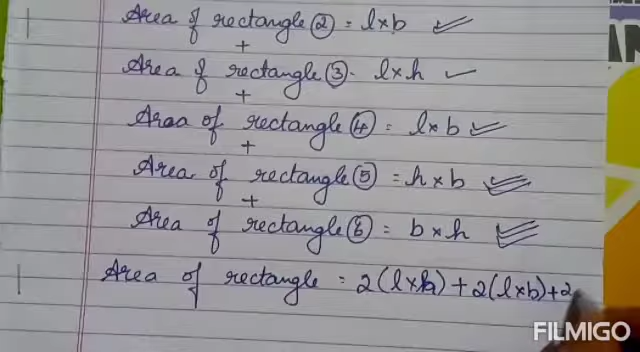 Area of rectangle ② = l×b
+
Area of rectangle ③ - l×h
+
Area of rectangle ④ = l×b
+
Area of rectangle ⑤ = h×b
+
Area of rectangle ⑥ = b×h
Area of rectangle = 2(l×h) + 2(l×b) + 2
FILMIGO